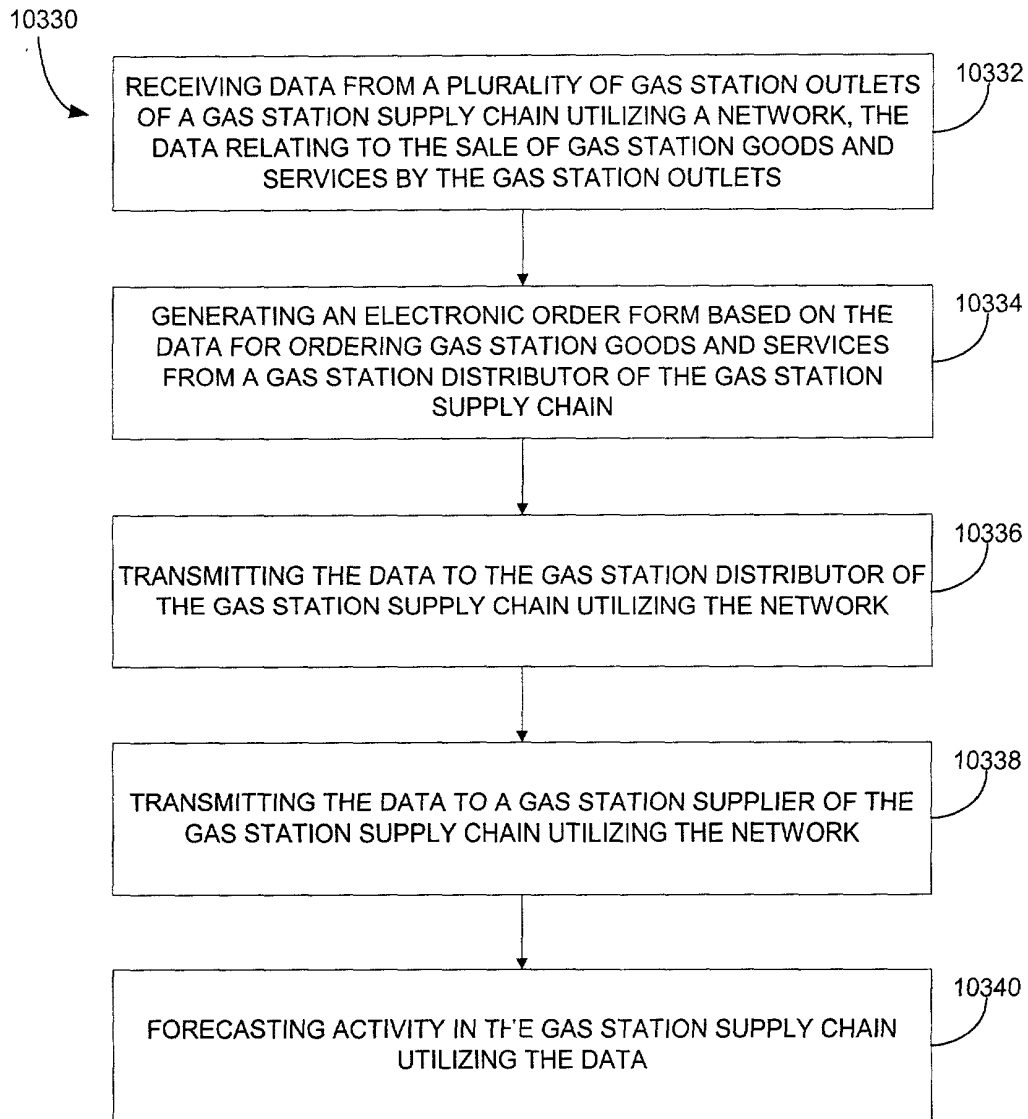 10330
RECEIVING DATA FROM A PLURALITY OF GAS STATION OUTLETS
OF A GAS STATION SUPPLY CHAIN UTILIZING A NETWORK, THE
DATA RELATING TO THE SALE OF GAS STATION GOODS AND
SERVICES BY THE GAS STATION OUTLETS
10332
GENERATING AN ELECTRONIC ORDER FORM BASED ON THE
DATA FOR ORDERING GAS STATION GOODS AND SERVICES
FROM A GAS STATION DISTRIBUTOR OF THE GAS STATION
SUPPLY CHAIN
10334
TRANSMITTING THE DATA TO THE GAS STATION DISTRIBUTOR OF
THE GAS STATION SUPPLY CHAIN UTILIZING THE NETWORK
10336
TRANSMITTING THE DATA TO A GAS STATION SUPPLIER OF THE
GAS STATION SUPPLY CHAIN UTILIZING THE NETWORK
10338
FORECASTING ACTIVITY IN THE GAS STATION SUPPLY CHAIN
UTILIZING THE DATA
10340